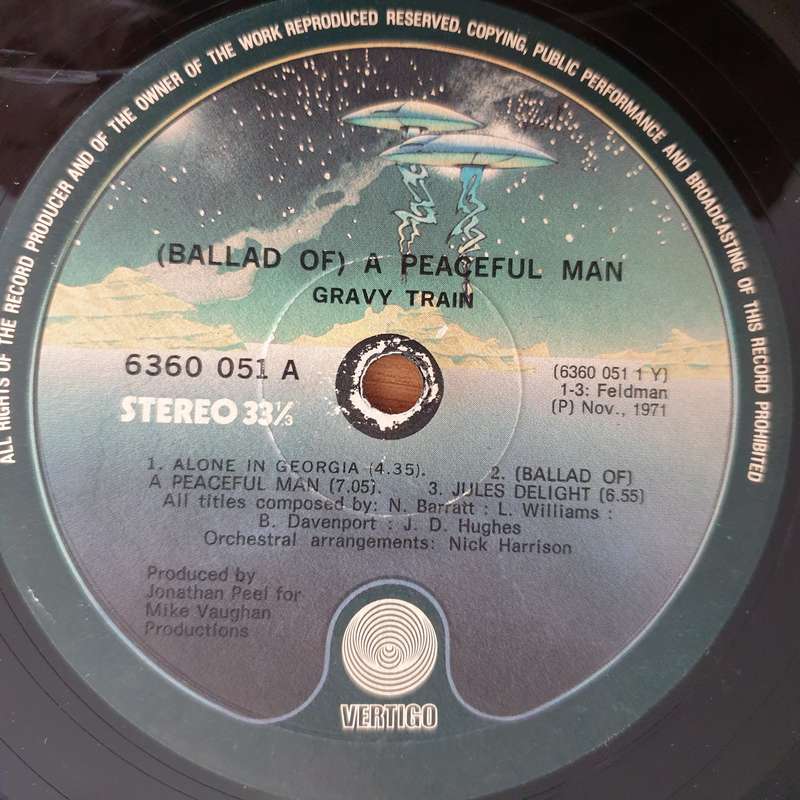 ALL RIGHTS OF THE RECORD PRODUCER AND OF THE OWNER OF THE WORK REPRODUCED RESERVED. COPYING, PUBLIC PERFORMANCE AND BROADCASTING OF THIS RECORD PROHIBITED
(BALLAD OF) A PEACEFUL MAN
GRAVY TRAIN
6360 051 A
STEREO 33⅓
(6360 051 1 Y)
1-3: Feldman
(P) Nov., 1971
1. ALONE IN GEORGIA (4.35). 2. (BALLAD OF)
A PEACEFUL MAN (7.05). 3. JULES DELIGHT (6.55)
All titles composed by: N. Barratt : L. Williams :
B. Davenport : J. D. Hughes
Orchestral arrangements: Nick Harrison
Produced by
Jonathan Peel for
Mike Vaughan
Productions
VERTIGO